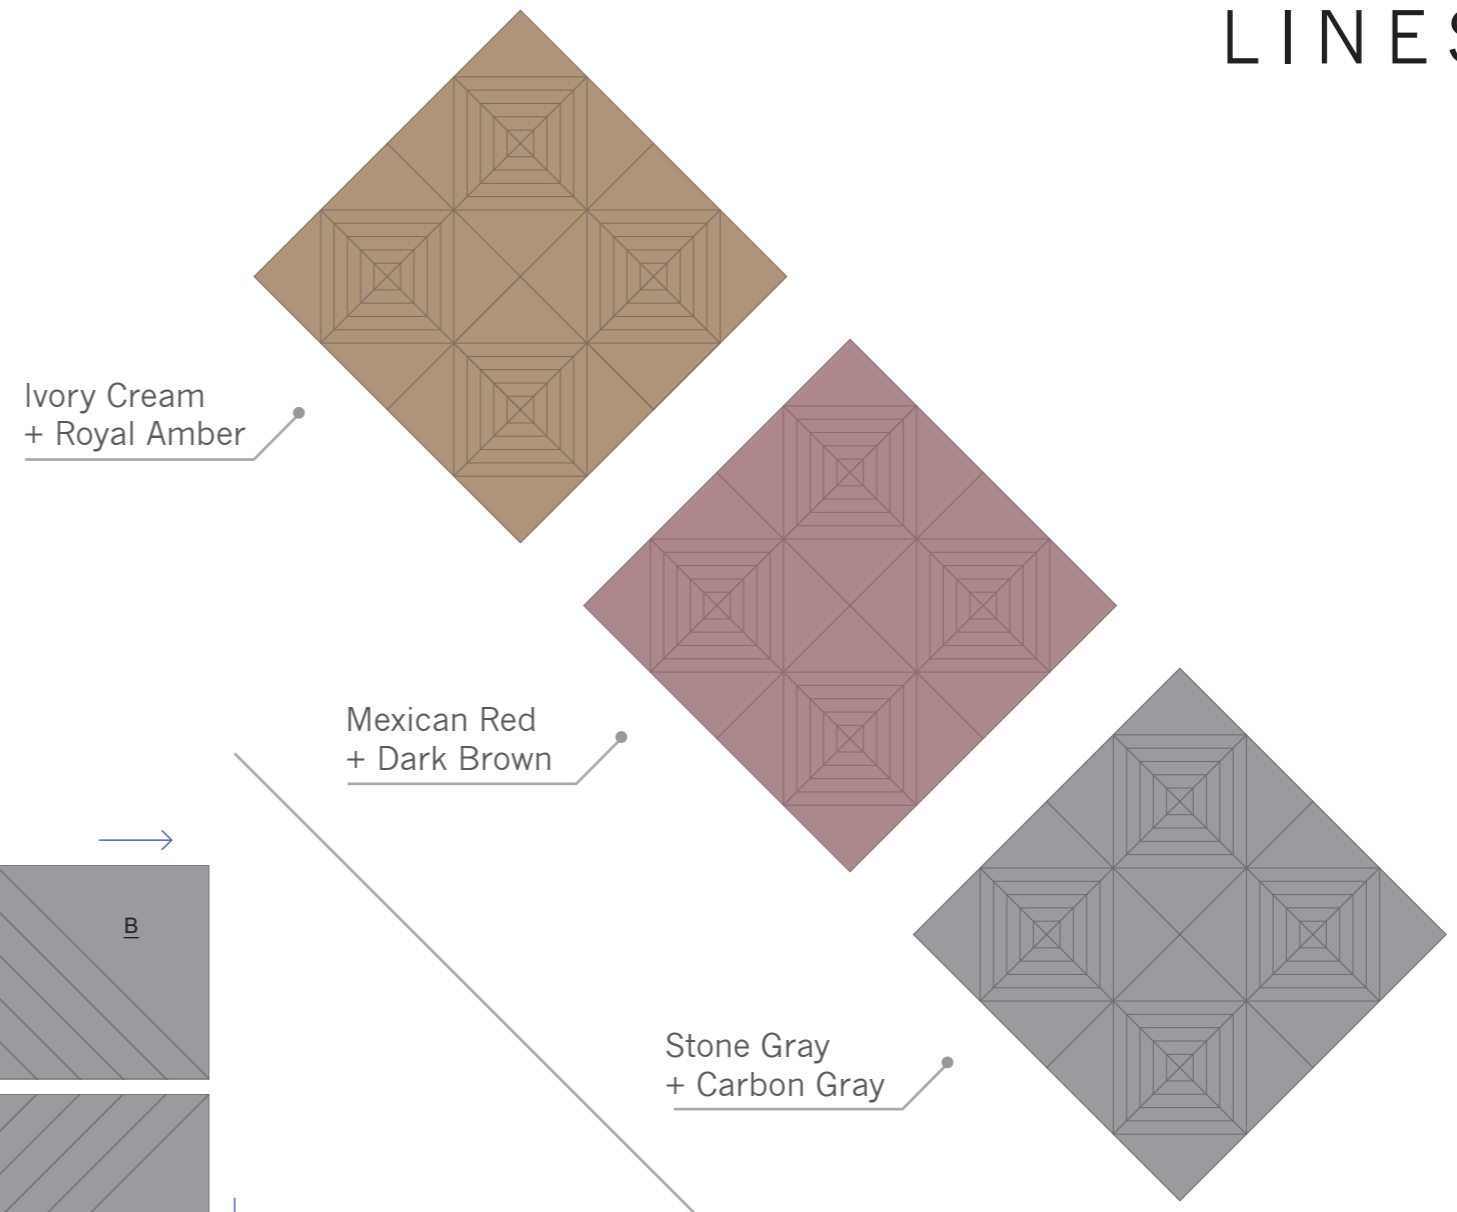 LINES
Ivory Cream
+ Royal Amber
Mexican Red
+ Dark Brown
B
Stone Gray
+ Carbon Gray